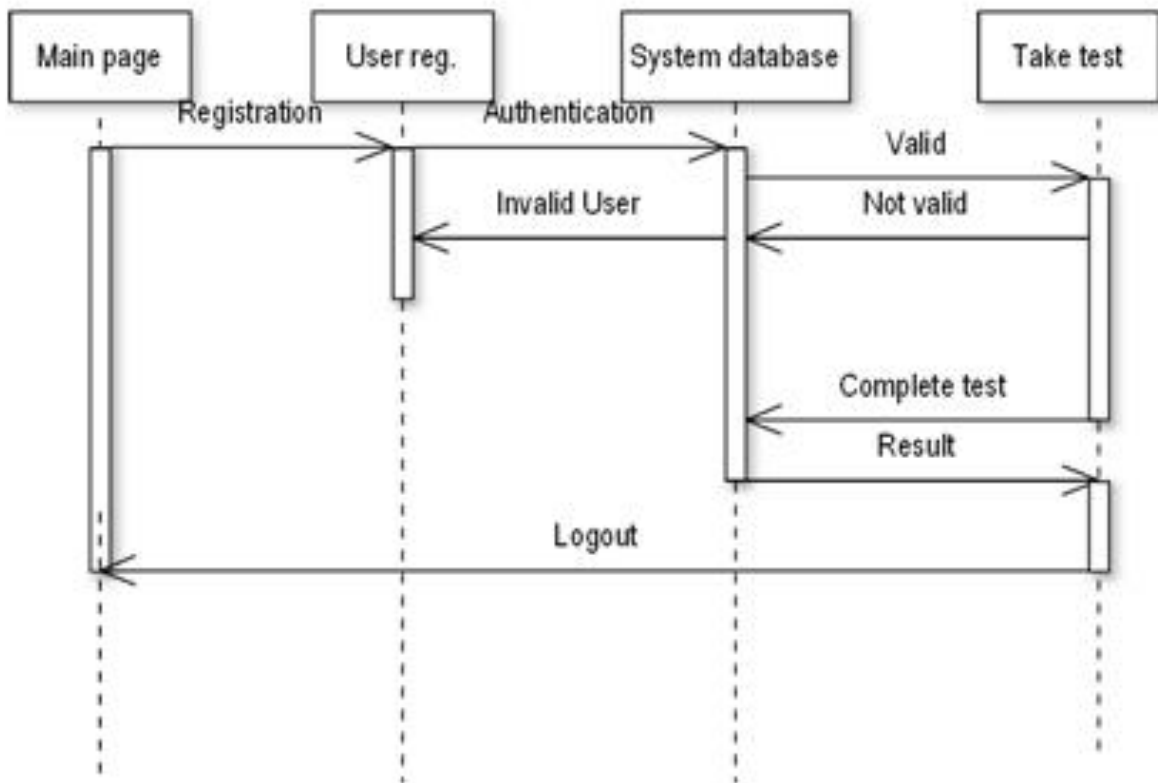 Main page
User reg.
System database
Take test
Registration
Authentication
Valid
Invalid User
Not valid
Complete test
Result
Logout